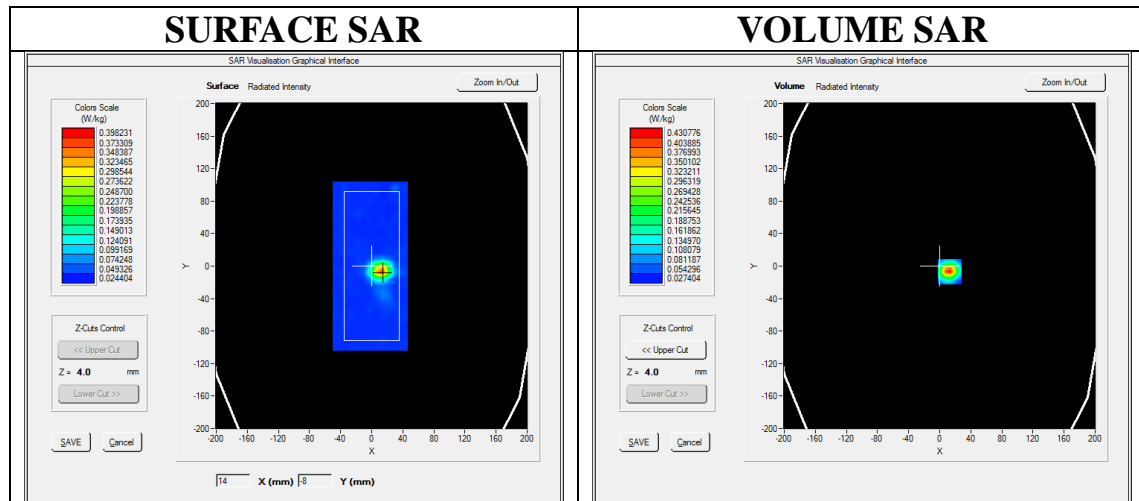 SURFACE SAR
SAR Visualisation Graphical Interface
Surface Radiated Intensity
Zoom In/Out
Colors Scale
(W/kg)
0.398231
0.373309
0.348387
0.323465
0.298544
0.273622
0.248700
0.223778
0.198857
0.173935
0.149013
0.124091
0.099169
0.074248
0.049326
0.024404
Y
200
160
120
80
40
0
-40
-80
-120
-160
-200
-200 -160 -120 -80 -40 0 40 80 120 160 200
X
Z-Cuts Control
<< Upper Cut
Z = 4.0 mm
Lower Cut >>
SAVE Cancel
14 X (mm) -8 Y (mm)
VOLUME SAR
SAR Visualisation Graphical Interface
Volume Radiated Intensity
Zoom In/Out
Colors Scale
(W/kg)
0.430776
0.403885
0.376993
0.350102
0.323211
0.296319
0.269428
0.242536
0.215645
0.188753
0.161862
0.134970
0.108079
0.081187
0.054296
0.027404
Y
200
160
120
80
40
0
-40
-80
-120
-160
-200
-200 -160 -120 -80 -40 0 40 80 120 160 200
X
Z-Cuts Control
<< Upper Cut
Z = 4.0 mm
Lower Cut >>
SAVE Cancel